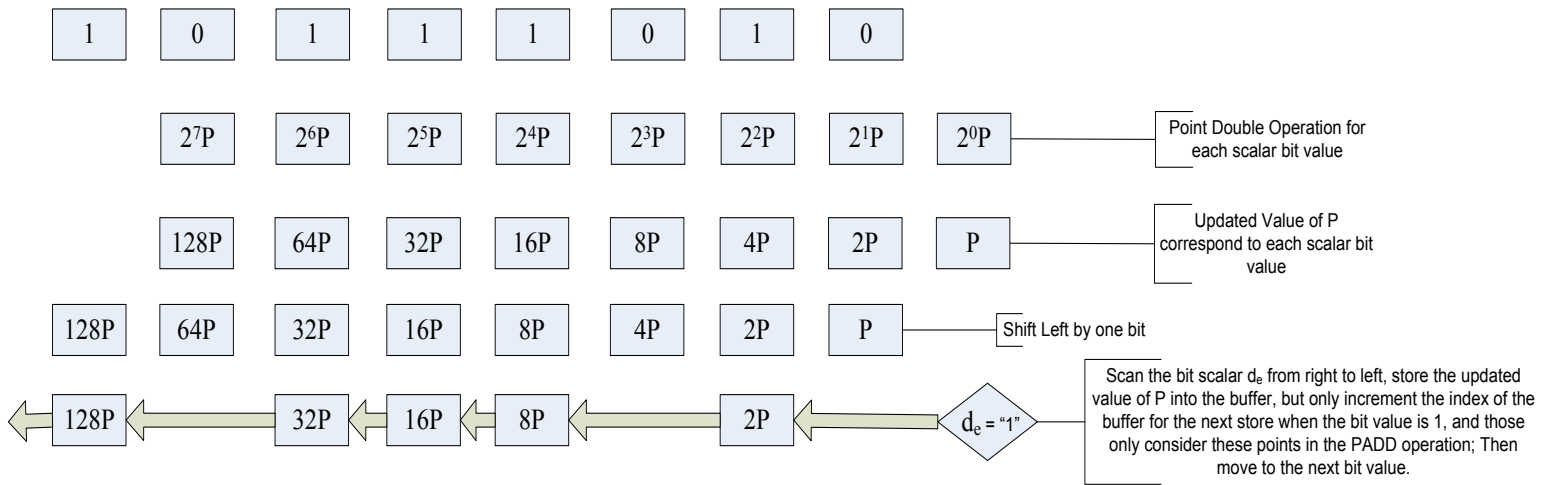 1 0 1 1 1 0 1 0
2⁷P 2⁶P 2⁵P 2⁴P 2³P 2²P 2¹P 2⁰P
Point Double Operation for
each scalar bit value
128P 64P 32P 16P 8P 4P 2P P
Updated Value of P
correspond to each scalar bit
value
128P 64P 32P 16P 8P 4P 2P P
Shift Left by one bit
128P 32P 16P 8P 2P dₑ = “1”
Scan the bit scalar dₑ from right to left, store the updated
value of P into the buffer, but only increment the index of the
buffer for the next store when the bit value is 1, and those
only consider these points in the PADD operation; Then
move to the next bit value.